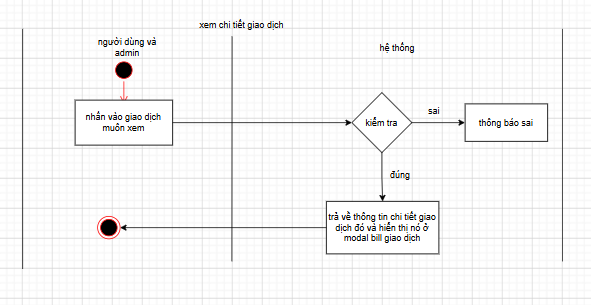 xem chi tiết giao dịch
người dùng và
admin
hệ thống
nhấn vào giao dịch
muốn xem
kiểm tra
sai
thông báo sai
đúng
trả về thông tin chi tiết giao
dịch đó và hiển thị nó ở
modal bill giao dịch